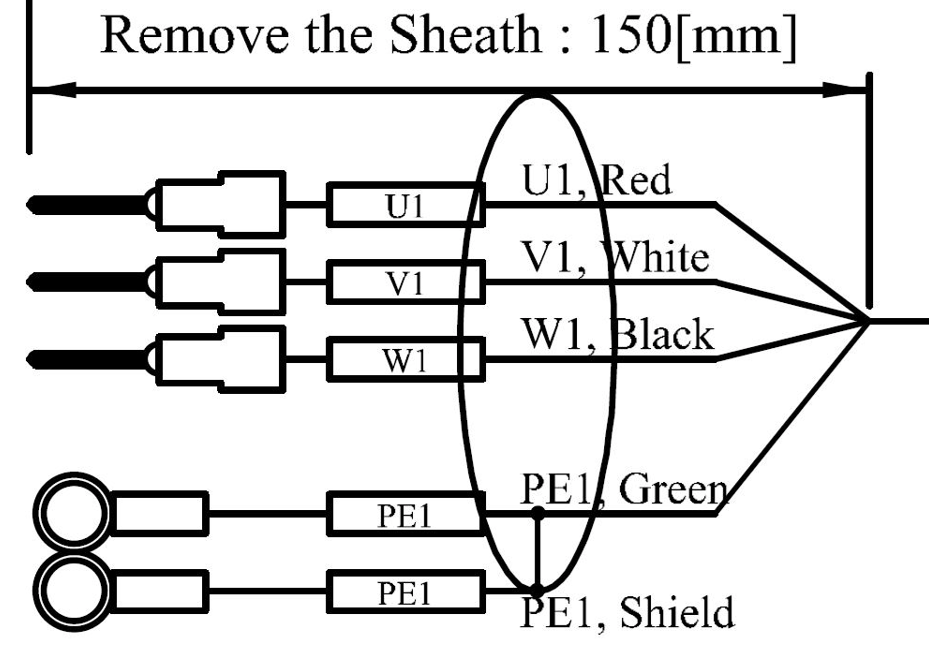 Remove the Sheath : 150[mm]
U1 U1, Red
V1 V1, White
W1 W1, Black
PE1 PE1, Green
PE1 PE1, Shield